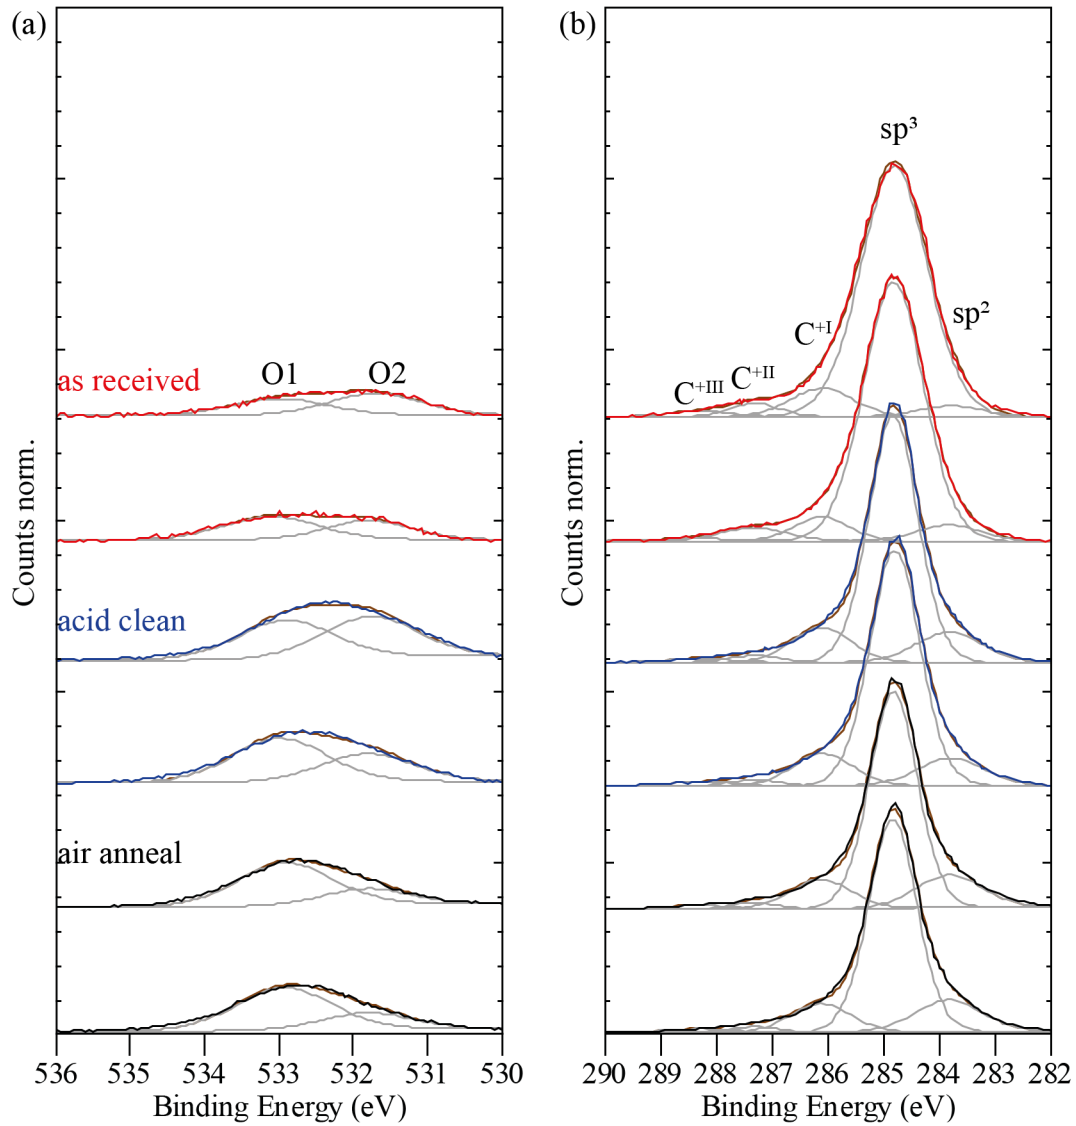 (a)
(b)
sp³
sp²
C+I
C+II
C+III
O1
O2
as received
acid clean
air anneal
Counts norm.
Counts norm.
536 535 534 533 532 531 530
290 289 288 287 286 285 284 283 282
Binding Energy (eV)
Binding Energy (eV)